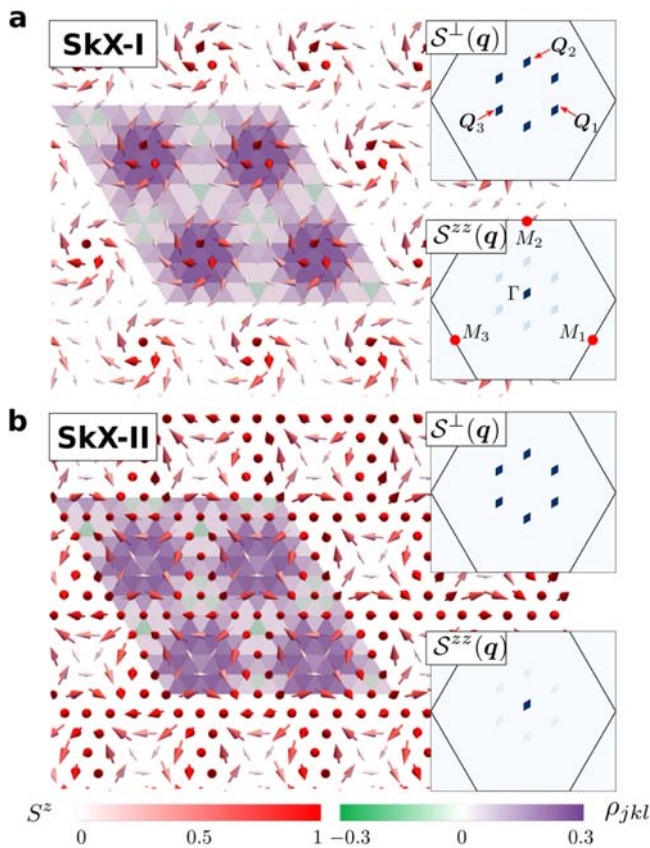 a
SkX-I
𝒮⊥(q)
Q₂
Q₃
Q₁
𝒮ᶻᶻ(q)
M₂
Γ
M₃
M₁
b
SkX-II
𝒮⊥(q)
𝒮ᶻᶻ(q)
Sᶻ
ρⱼₖₗ
0 0.5 1 −0.3 0 0.3